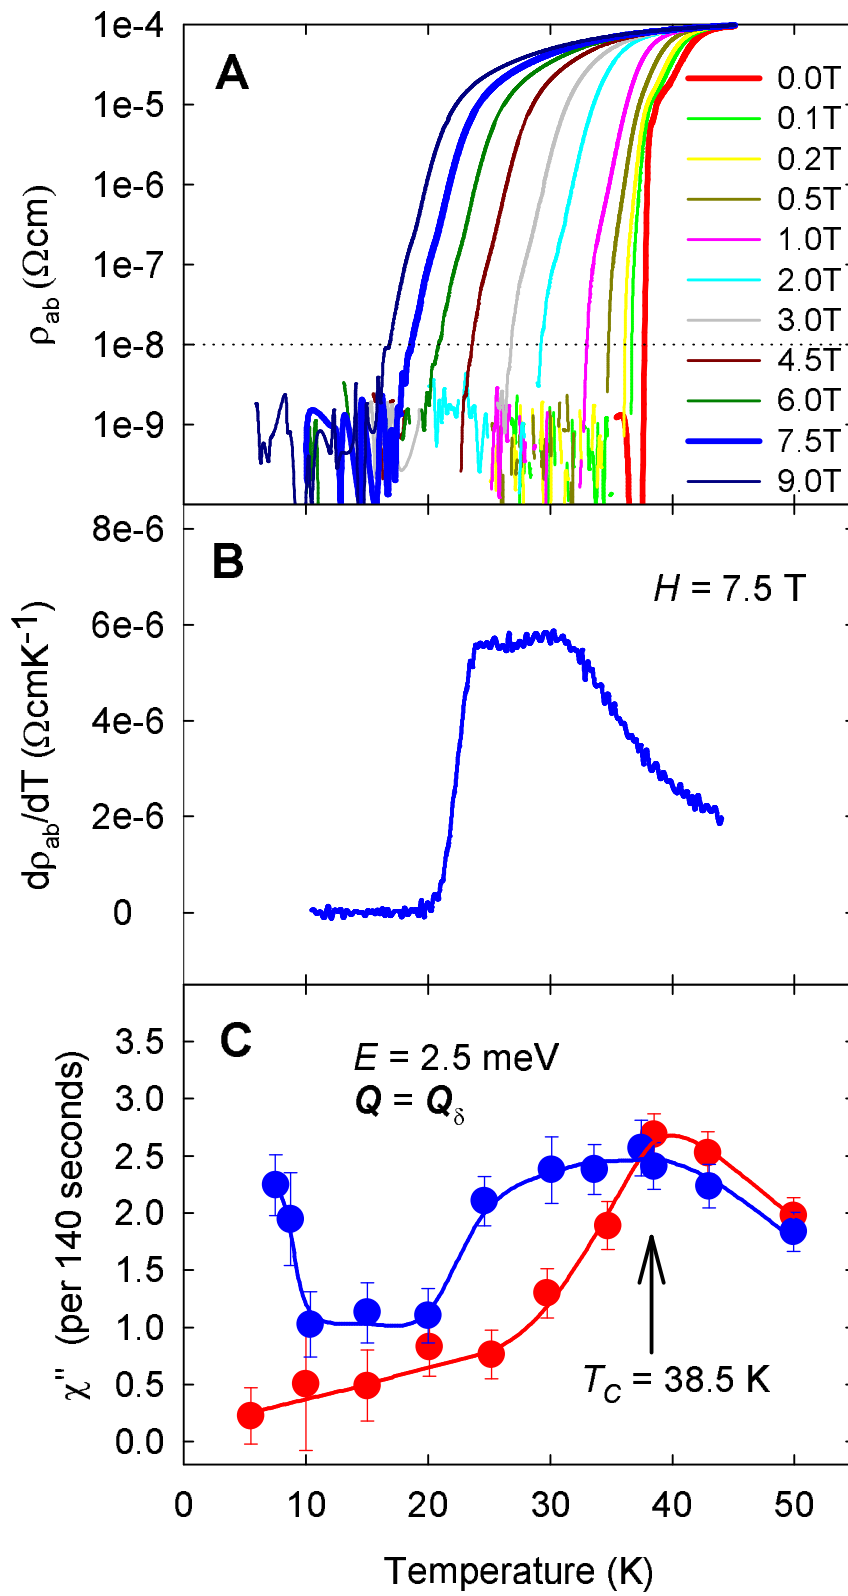 A
1e-4
1e-5
1e-6
1e-7
1e-8
1e-9
ρab (Ωcm)
0.0T
0.1T
0.2T
0.5T
1.0T
2.0T
3.0T
4.5T
6.0T
7.5T
9.0T
B
H = 7.5 T
8e-6
6e-6
4e-6
2e-6
0
dρab/dT (ΩcmK-1)
C
E = 2.5 meV
Q = Qδ
3.5
3.0
2.5
2.0
1.5
1.0
0.5
0.0
χ" (per 140 seconds)
TC = 38.5 K
0 10 20 30 40 50
Temperature (K)